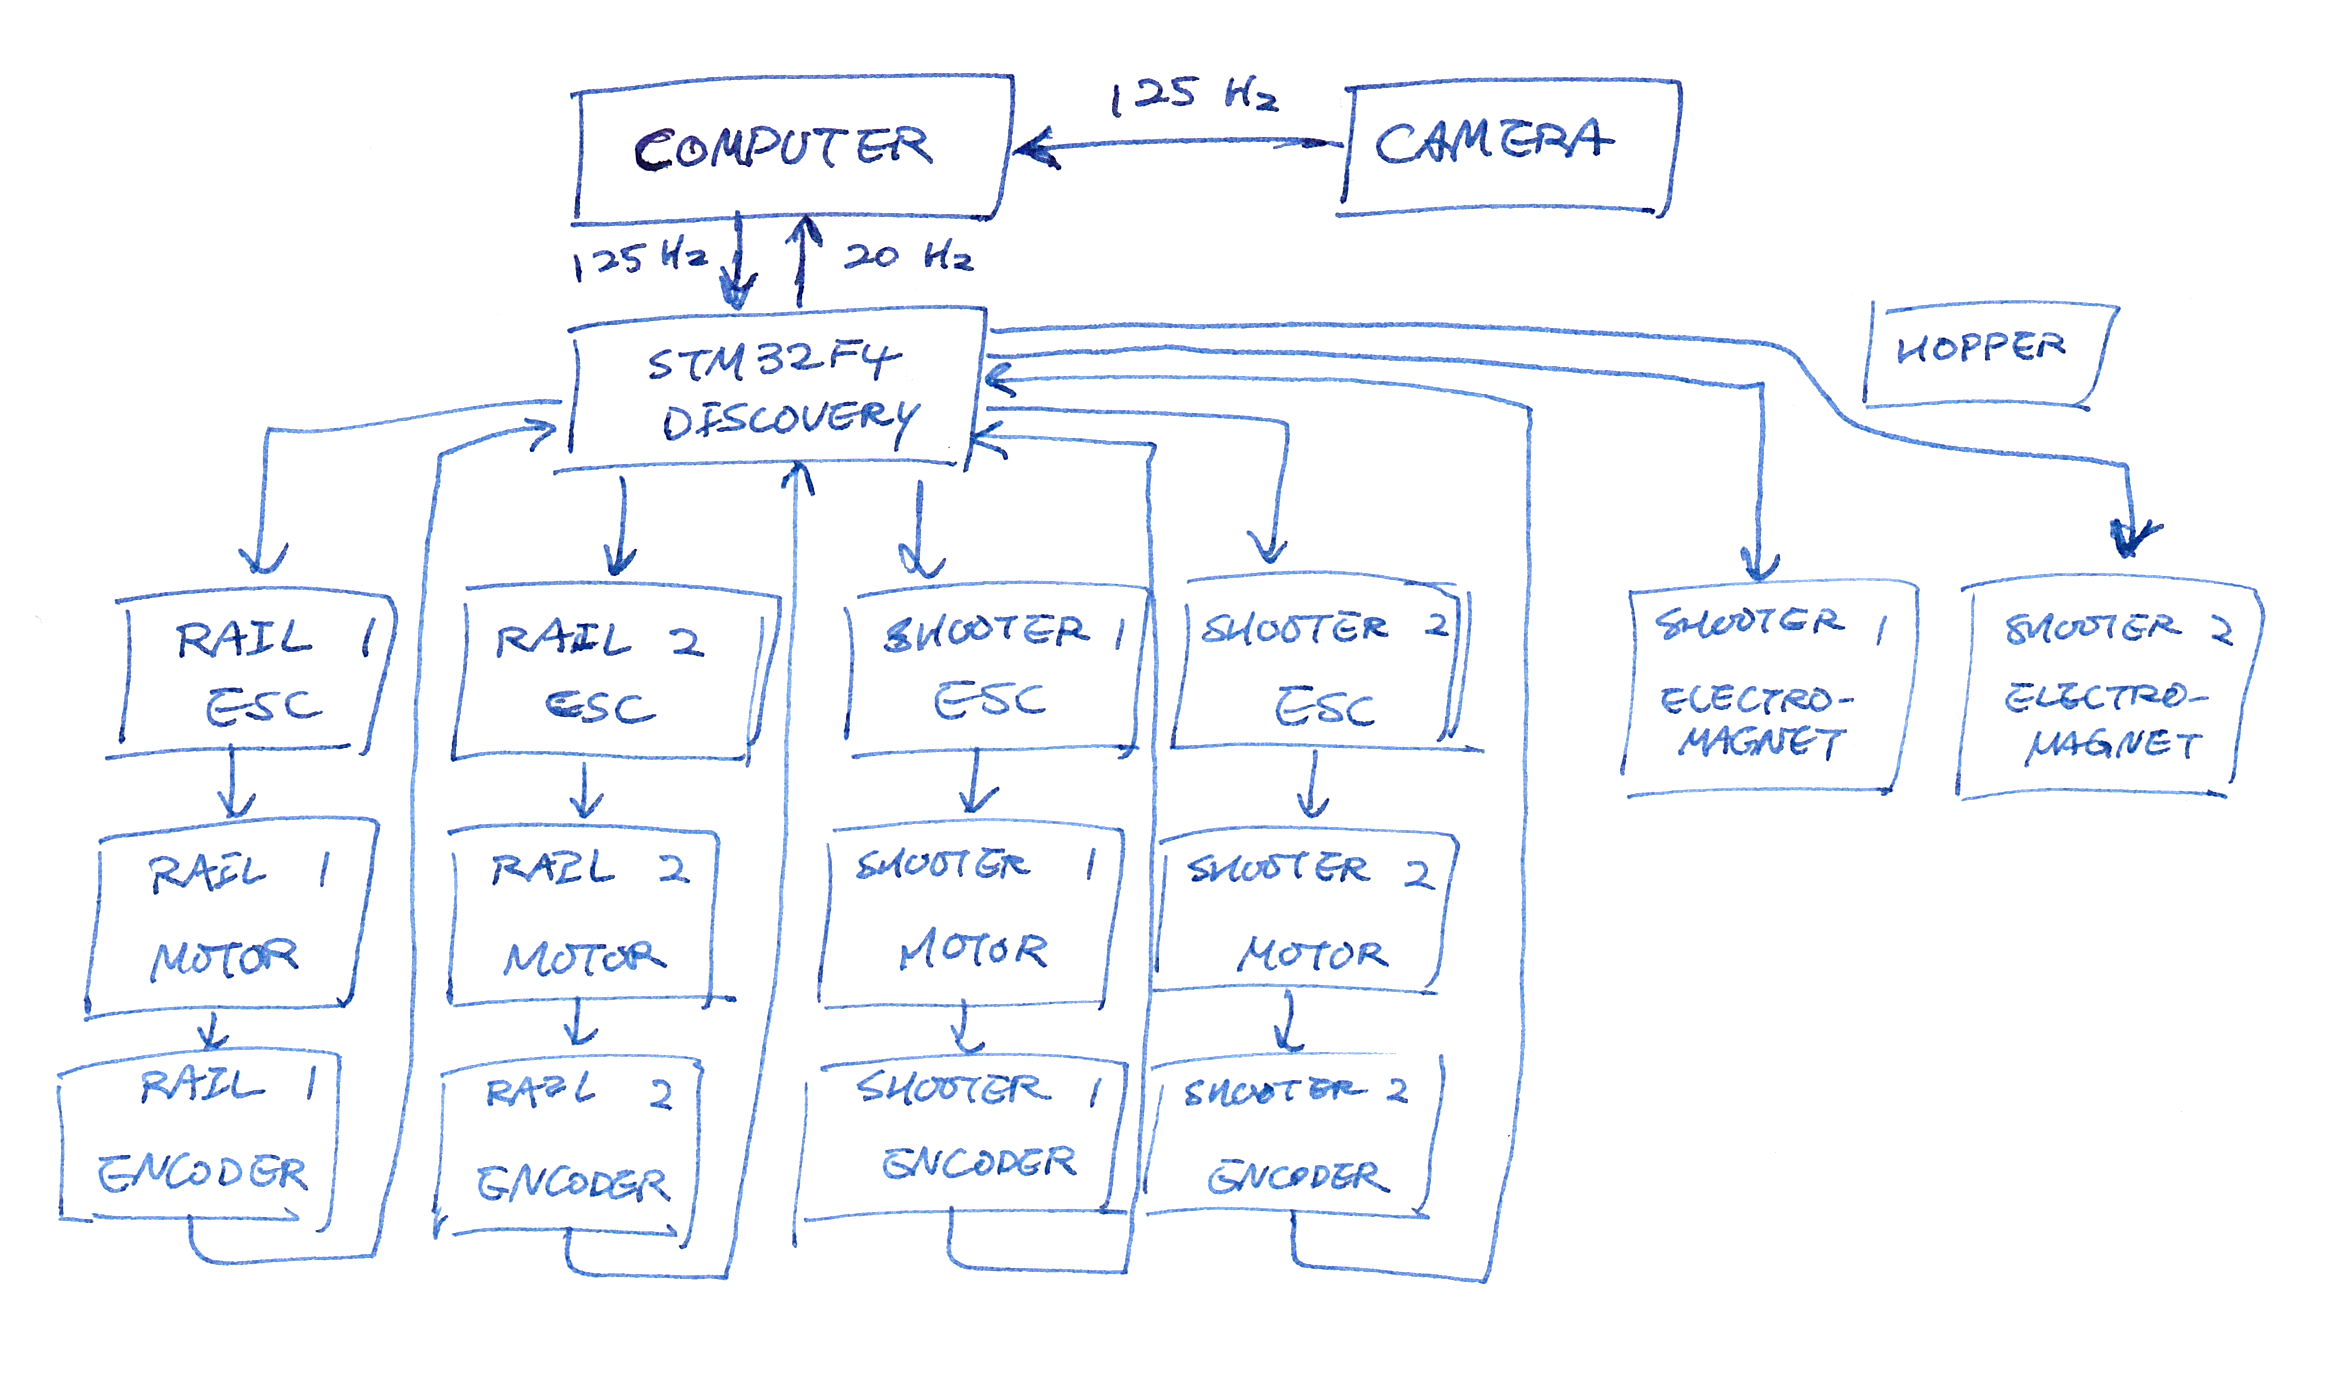 125 Hz
COMPUTER
CAMERA
125 Hz
20 Hz
STM32F4
DISCOVERY
HOPPER
RAIL 1
ESC
RAIL 2
ESC
SHOOTER 1
ESC
SHOOTER 2
ESC
SHOOTER 1
ELECTRO-
MAGNET
SHOOTER 2
ELECTRO-
MAGNET
RAIL 1
MOTOR
RAIL 2
MOTOR
SHOOTER 1
MOTOR
SHOOTER 2
MOTOR
RAIL 1
ENCODER
RAIL 2
ENCODER
SHOOTER 1
ENCODER
SHOOTER 2
ENCODER